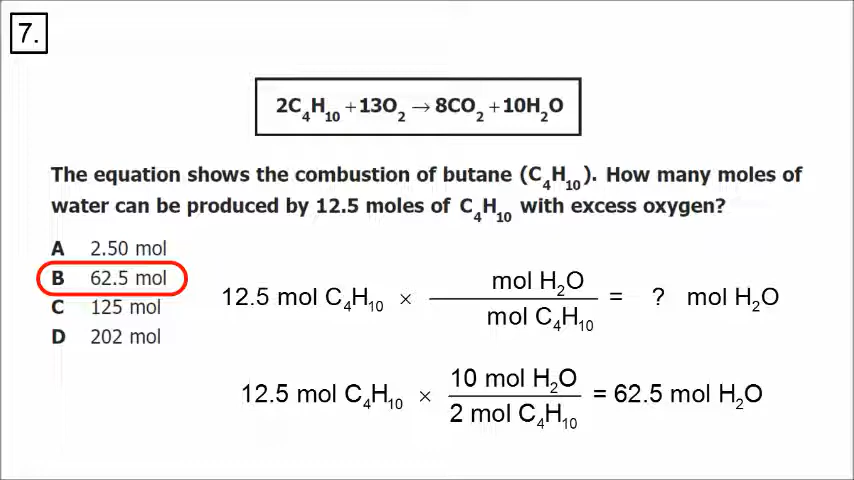 7.
2C₄H₁₀ + 13O₂ → 8CO₂ + 10H₂O
The equation shows the combustion of butane (C₄H₁₀). How many moles of
water can be produced by 12.5 moles of C₄H₁₀ with excess oxygen?
A 2.50 mol
B 62.5 mol
C 125 mol
D 202 mol
mol H₂O
12.5 mol C₄H₁₀ × = ? mol H₂O
mol C₄H₁₀
10 mol H₂O
12.5 mol C₄H₁₀ × = 62.5 mol H₂O
2 mol C₄H₁₀